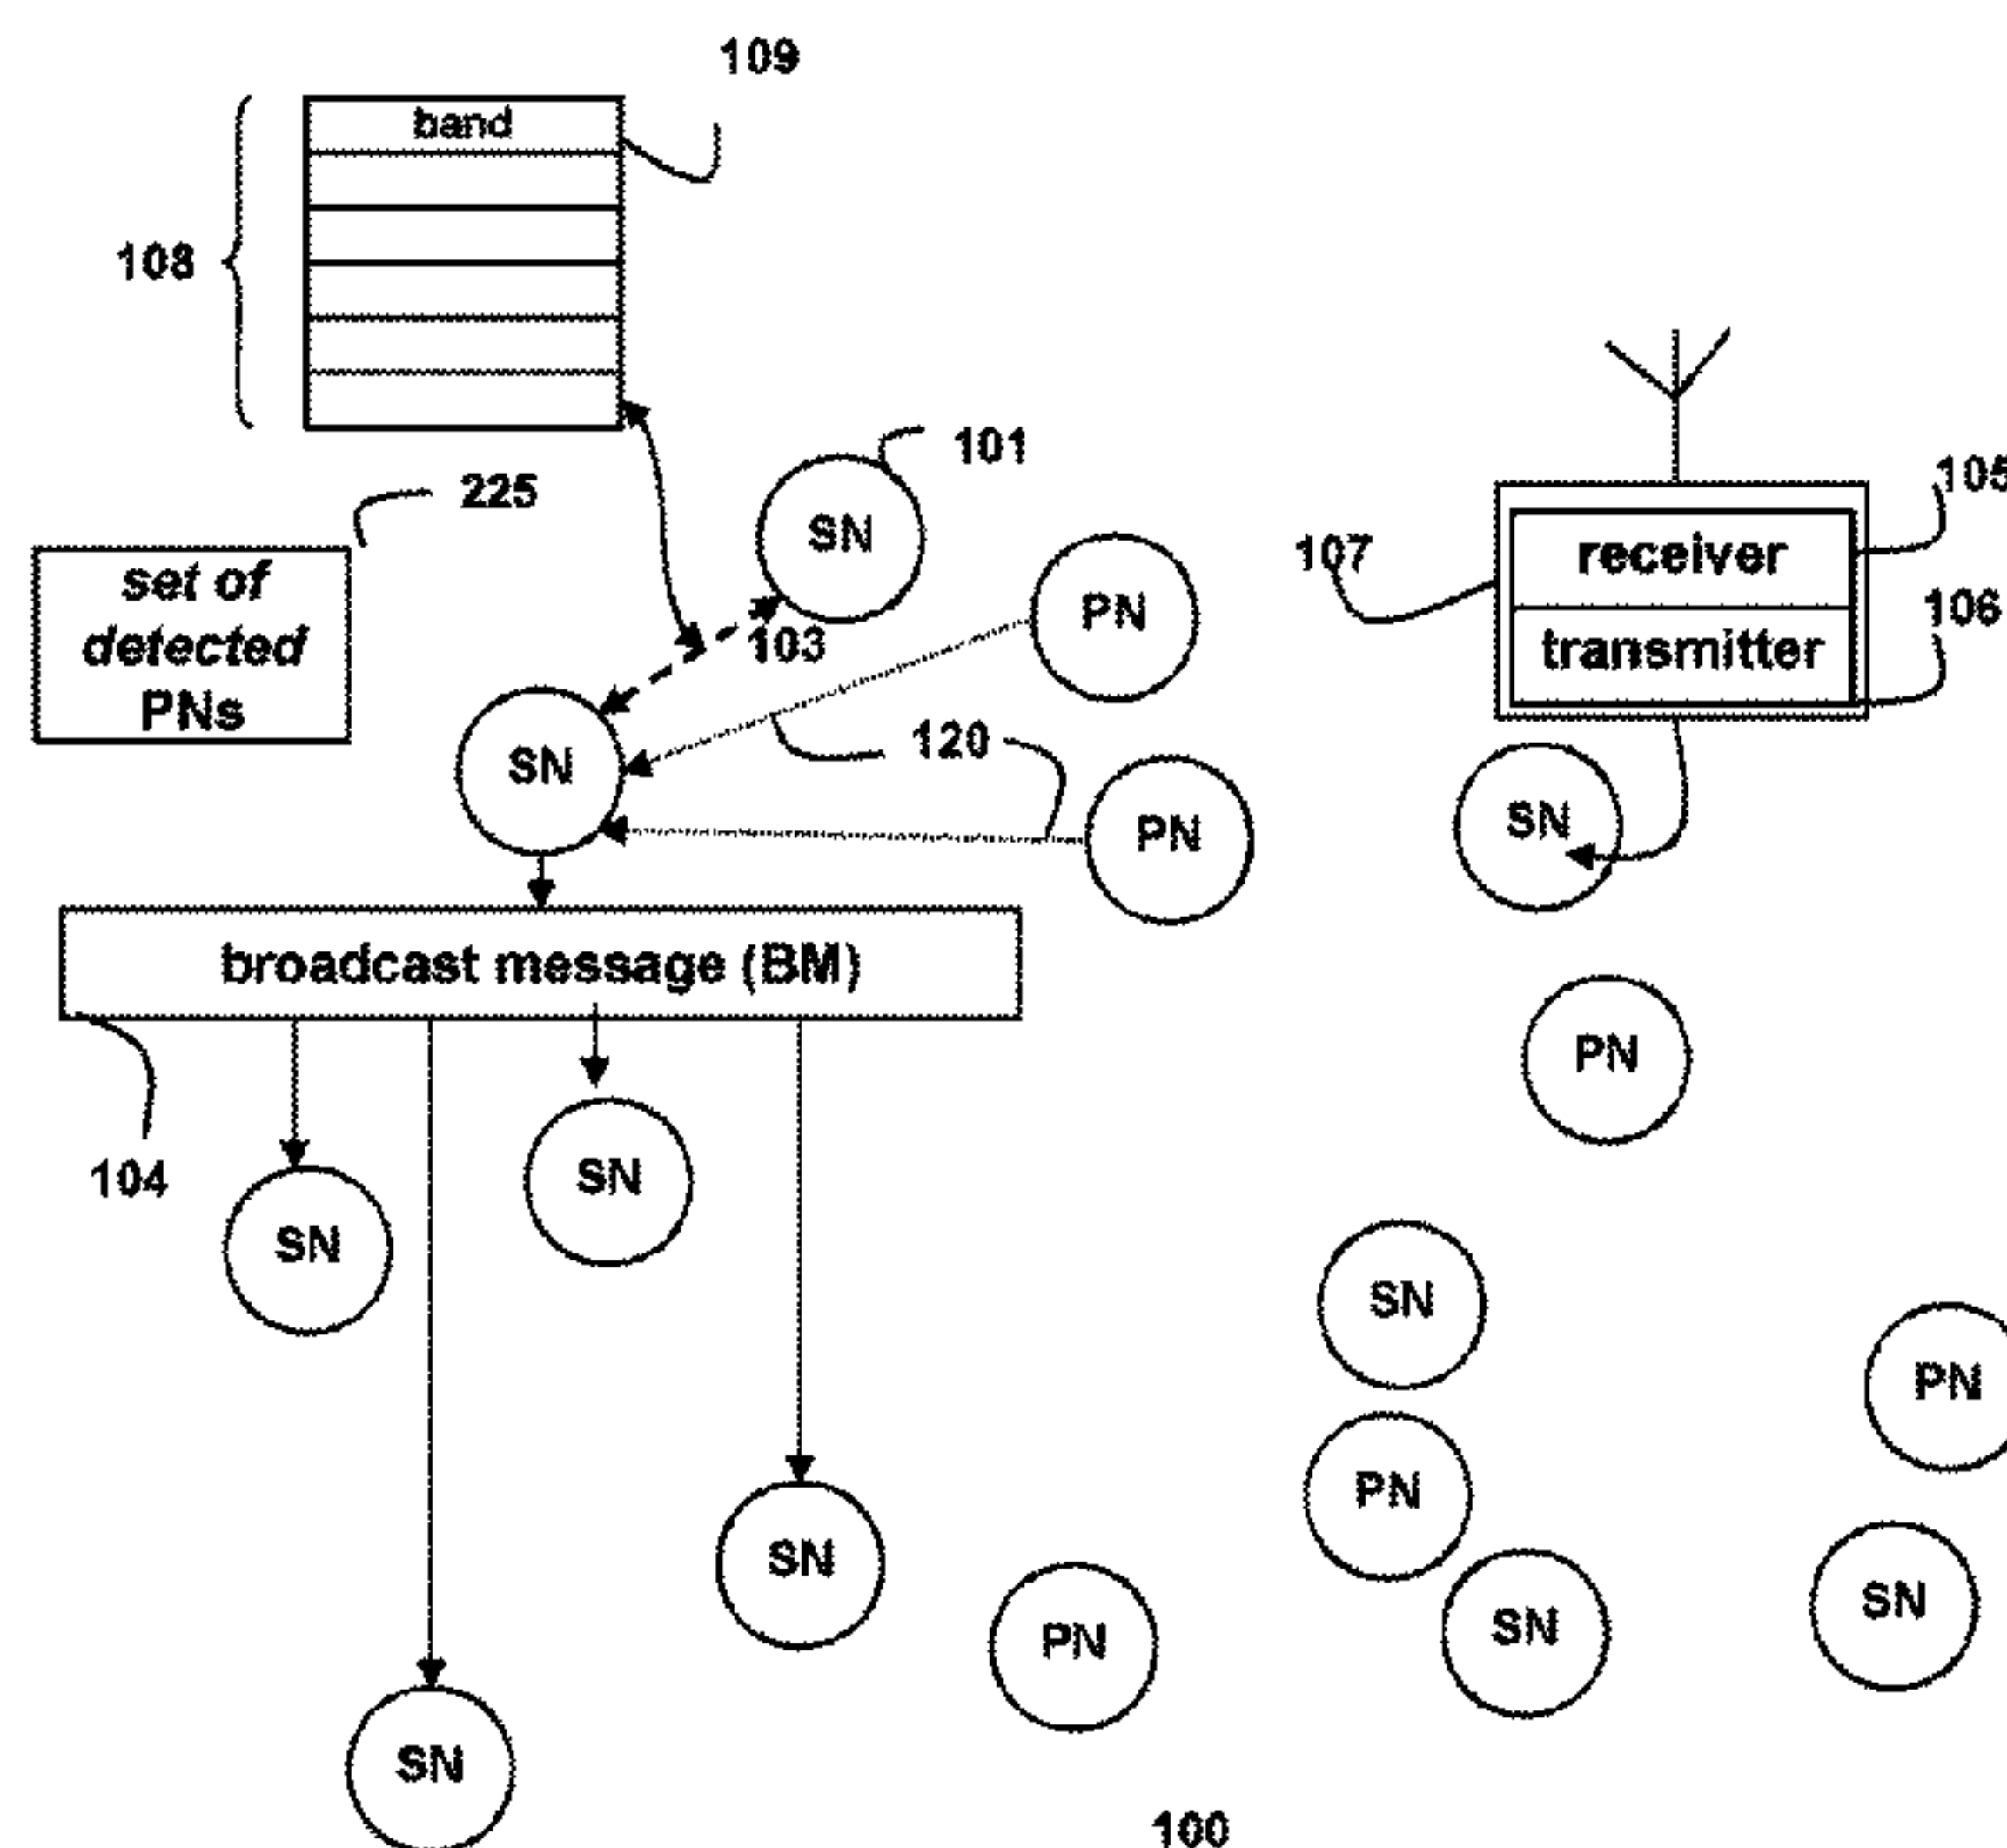 109
band
108
101
225
SN
105
receiver
107
set of
detected
PNs
PN
106
transmitter
103
120
SN
SN
PN
broadcast message (BM)
PN
104
SN
SN
SN
PN
PN
SN
PN
SN
SN
SN
100